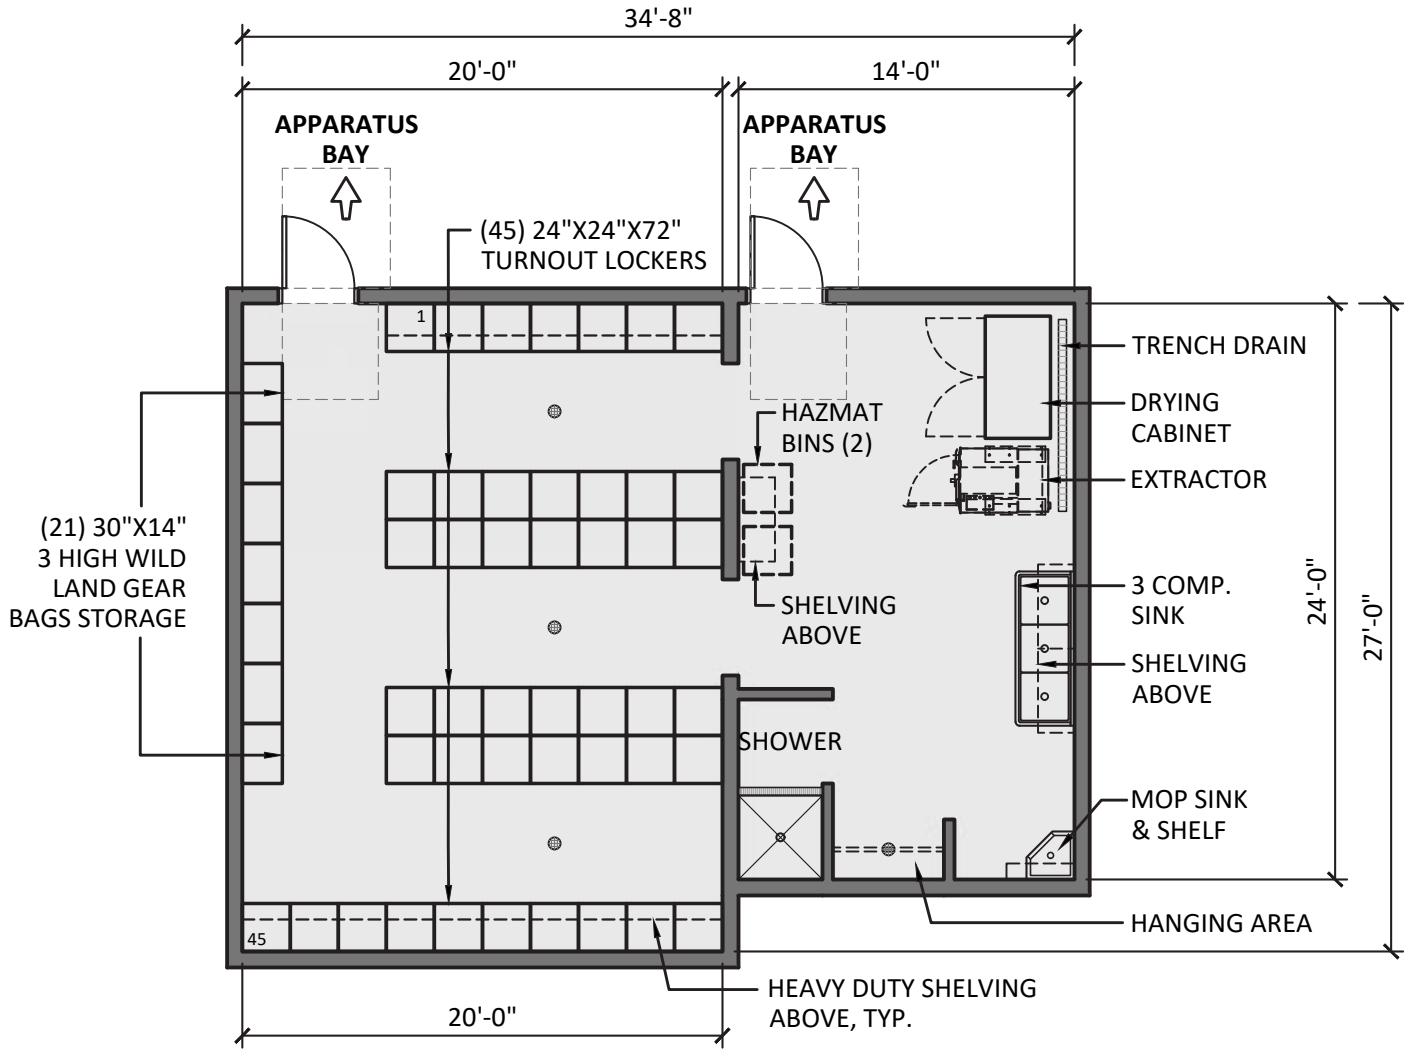 34'-8"
20'-0"
14'-0"
APPARATUS
BAY
APPARATUS
BAY
(45) 24"X24"X72"
TURNOUT LOCKERS
1
TRENCH DRAIN
DRYING
CABINET
HAZMAT
BINS (2)
EXTRACTOR
(21) 30"X14"
3 HIGH WILD
LAND GEAR
BAGS STORAGE
3 COMP.
SINK
SHELVING
ABOVE
24'-0"
27'-0"
SHELVING
ABOVE
SHOWER
MOP SINK
& SHELF
HANGING AREA
45
HEAVY DUTY SHELVING
ABOVE, TYP.
20'-0"